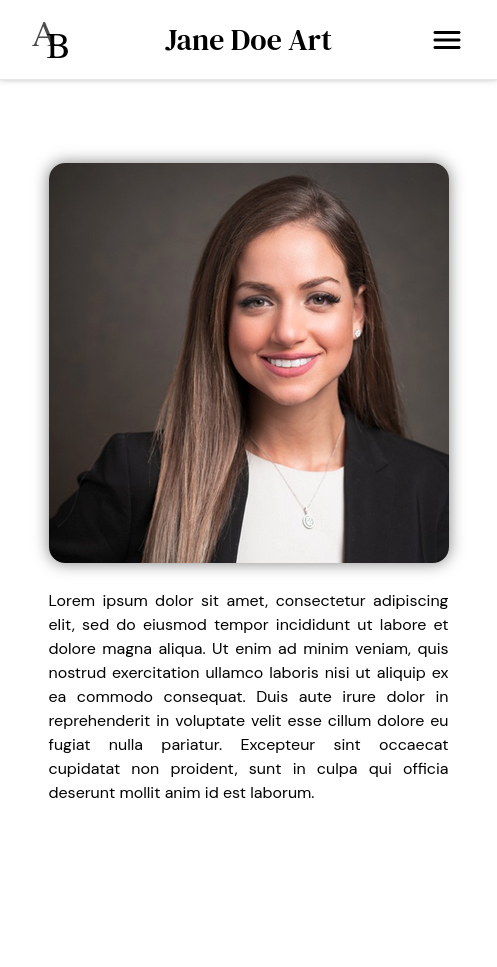 AB
Jane Doe Art
Lorem ipsum dolor sit amet, consectetur adipiscing
elit, sed do eiusmod tempor incididunt ut labore et
dolore magna aliqua. Ut enim ad minim veniam, quis
nostrud exercitation ullamco laboris nisi ut aliquip ex
ea commodo consequat. Duis aute irure dolor in
reprehenderit in voluptate velit esse cillum dolore eu
fugiat nulla pariatur. Excepteur sint occaecat
cupidatat non proident, sunt in culpa qui officia
deserunt mollit anim id est laborum.